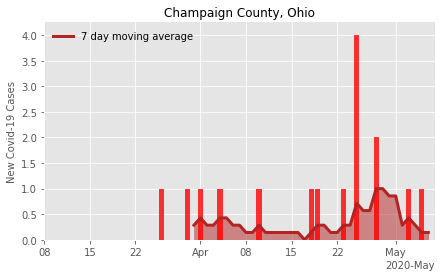 Champaign County, Ohio
7 day moving average
New Covid-19 Cases
4.0
3.5
3.0
2.5
2.0
1.5
1.0
0.5
0.0
08 15 22 Apr 08 15 22 May
2020-May